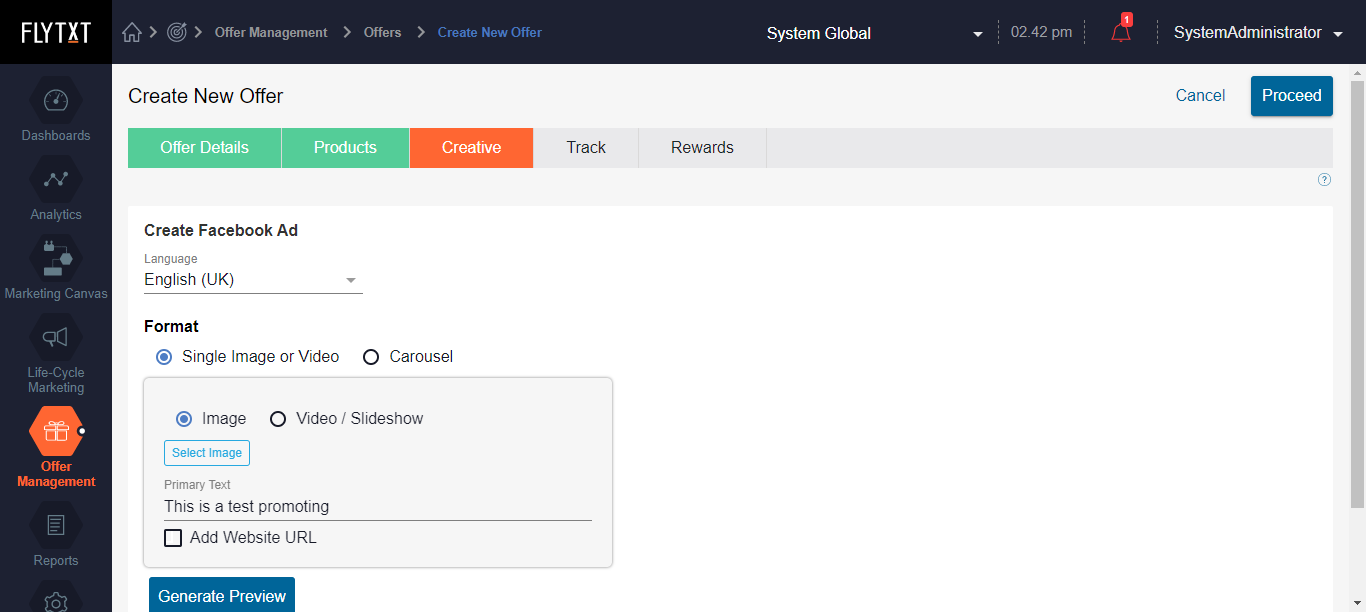 FLYTXT
Offer Management
Offers
Create New Offer
System Global
02.42 pm
1
SystemAdministrator
Dashboards
Analytics
Marketing Canvas
Life-Cycle
Marketing
Offer
Management
Reports
Create New Offer
Cancel
Proceed
Offer Details
Products
Creative
Track
Rewards
?
Create Facebook Ad
Language
English (UK)
Format
Single Image or Video
Carousel
Image
Video / Slideshow
Select Image
Primary Text
This is a test promoting
Add Website URL
Generate Preview